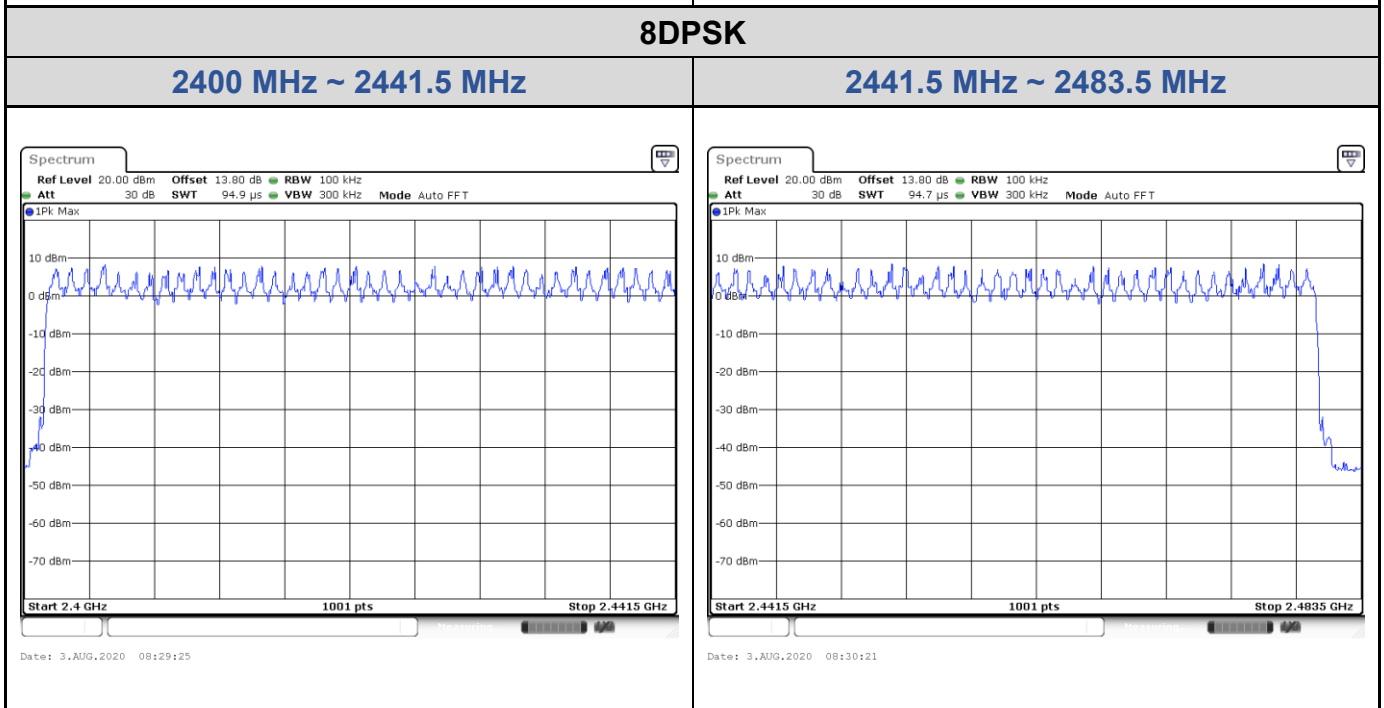 8DPSK
2400 MHz ~ 2441.5 MHz
2441.5 MHz ~ 2483.5 MHz
Spectrum
Ref Level 20.00 dBm Offset 13.80 dB RBW 100 kHz
Att 30 dB SWT 94.9 µs VBW 300 kHz Mode Auto FFT
1Pk Max
10 dBm
0 dBm
-10 dBm
-20 dBm
-30 dBm
-40 dBm
-50 dBm
-60 dBm
-70 dBm
Start 2.4 GHz 1001 pts Stop 2.4415 GHz
Measuring
Date: 3.AUG.2020 08:29:25
Spectrum
Ref Level 20.00 dBm Offset 13.80 dB RBW 100 kHz
Att 30 dB SWT 94.7 µs VBW 300 kHz Mode Auto FFT
1Pk Max
10 dBm
0 dBm
-10 dBm
-20 dBm
-30 dBm
-40 dBm
-50 dBm
-60 dBm
-70 dBm
Start 2.4415 GHz 1001 pts Stop 2.4835 GHz
Measuring
Date: 3.AUG.2020 08:30:21